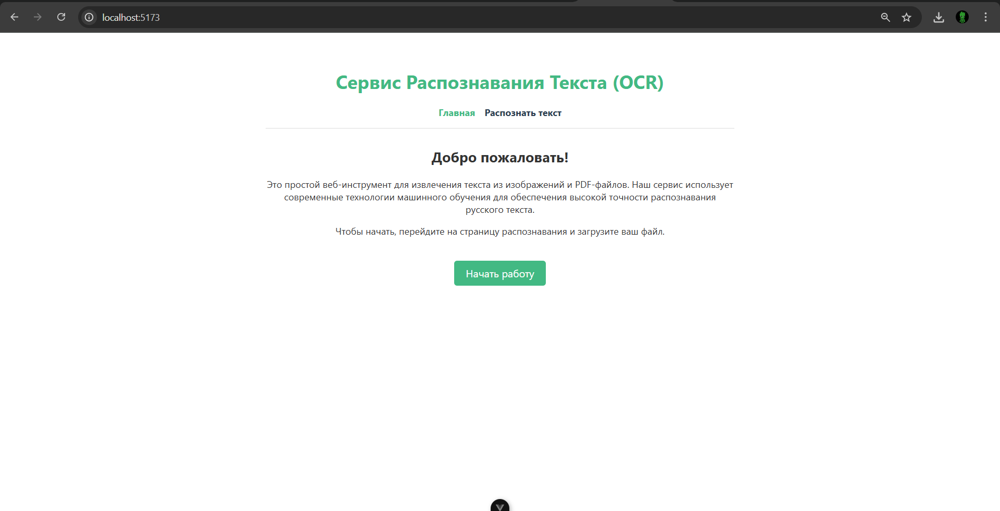 localhost:5173
Сервис Распознавания Текста (OCR)
Главная Распознать текст
Добро пожаловать!
Это простой веб-инструмент для извлечения текста из изображений и PDF-файлов. Наш сервис использует
современные технологии машинного обучения для обеспечения высокой точности распознавания
русского текста.
Чтобы начать, перейдите на страницу распознавания и загрузите ваш файл.
Начать работу